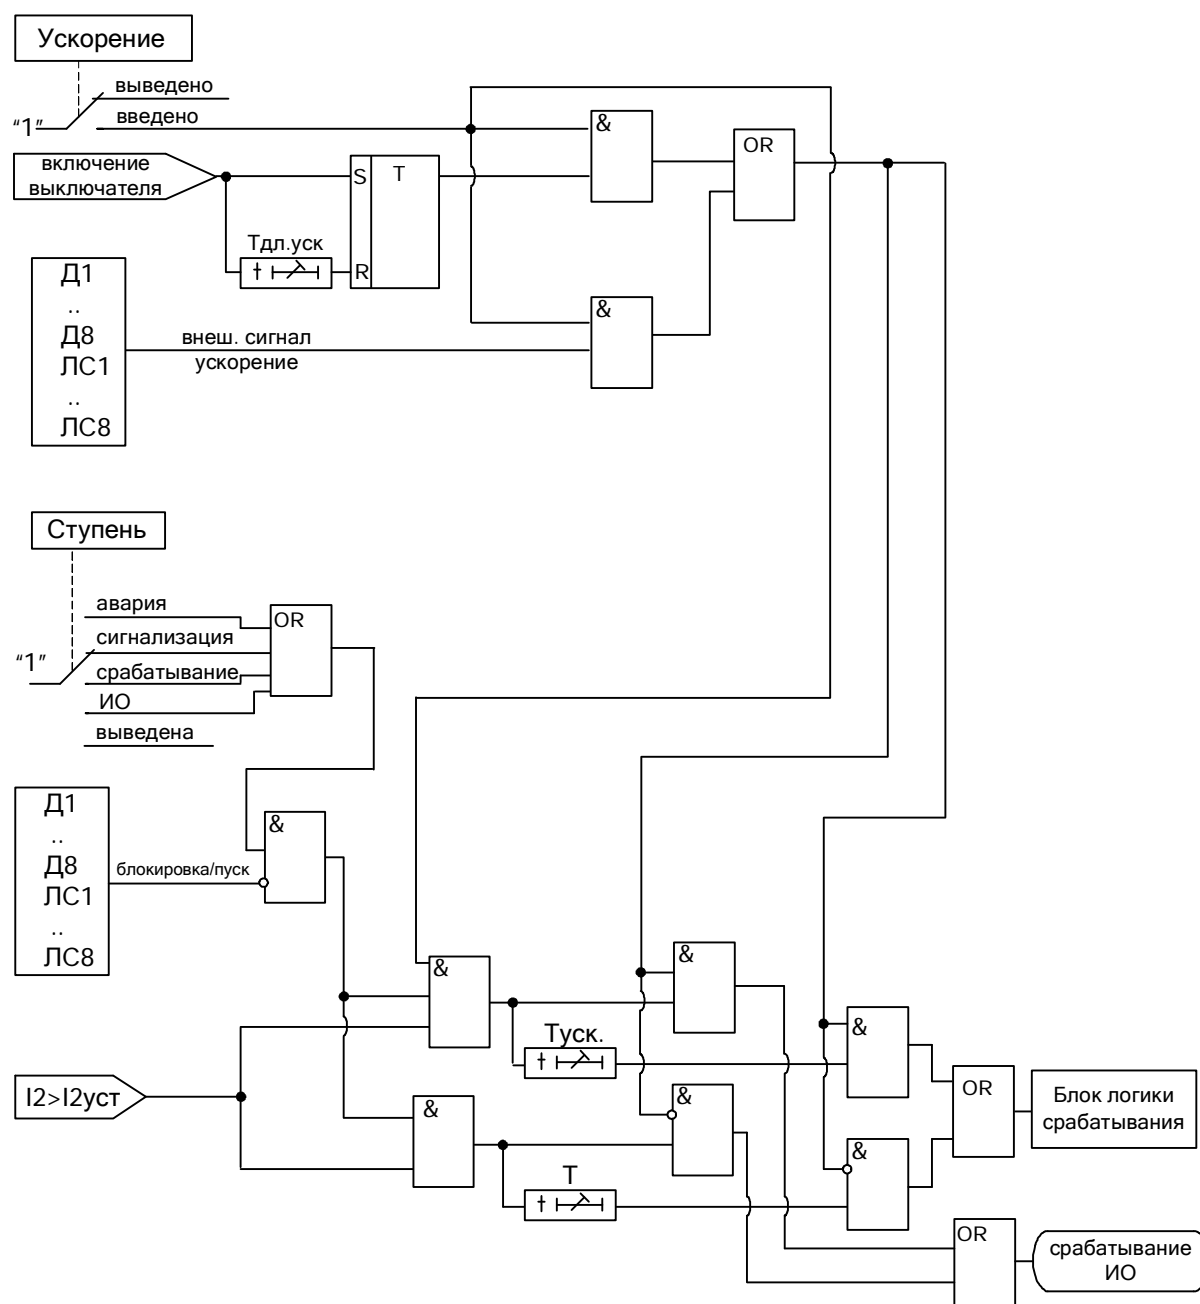 Ускорение
выведено
"1"
введено
&
OR
включение
выключателя
S
T
Тдл.уск
R
Д1
..
Д8
ЛС1
..
ЛС8
&
внеш. сигнал
ускорение
Ступень
авария
OR
сигнализация
"1"
срабатывание
ИО
выведена
Д1
..
Д8
ЛС1
..
ЛС8
&
блокировка/пуск
&
&
Туск.
&
I2>I2уст
&
&
OR
Блок логики
срабатывания
&
T
OR
срабатывание
ИО